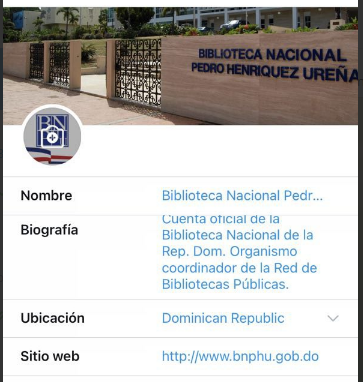 BIBLIOTECA NACIONAL
PEDRO HENRIQUEZ UREÑA
Nombre
Biblioteca Nacional Pedr...
Biografía
Cuenta oficial de la
Biblioteca Nacional de la
Rep. Dom. Organismo
coordinador de la Red de
Bibliotecas Públicas.
Ubicación
Dominican Republic
Sitio web
http://www.bnphu.gob.do